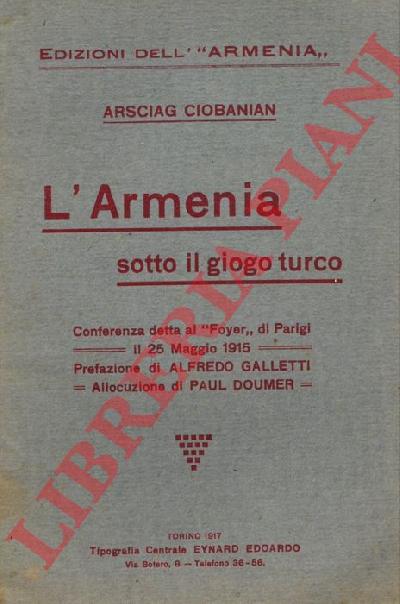 EDIZIONI DELL' "ARMENIA„
ARSCIAG CIOBANIAN
L'Armenia
sotto il giogo turco
Conferenza detta al "Foyer„ di Parigi
il 25 Maggio 1915
Prefazione di ALFREDO GALLETTI
Allocuzione di PAUL DOUMER
TORINO 1917
Tipografia Centrale EYNARD EDOARDO
Via Botero, 8 — Telefono 36-56.
LIBRERIA PIANI